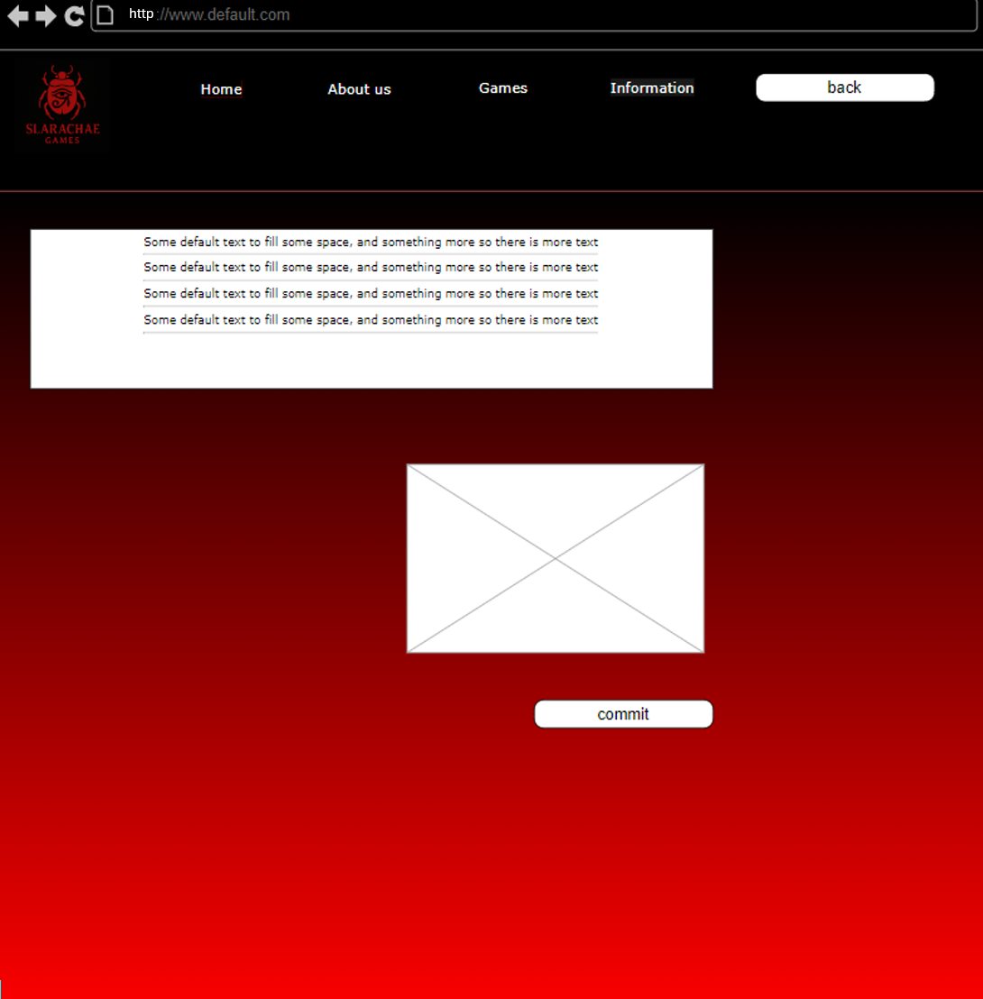 http://www.default.com
SLARACHAE
GAMES
Home
About us
Games
Information
back
Some default text to fill some space, and something more so there is more text
Some default text to fill some space, and something more so there is more text
Some default text to fill some space, and something more so there is more text
Some default text to fill some space, and something more so there is more text
commit